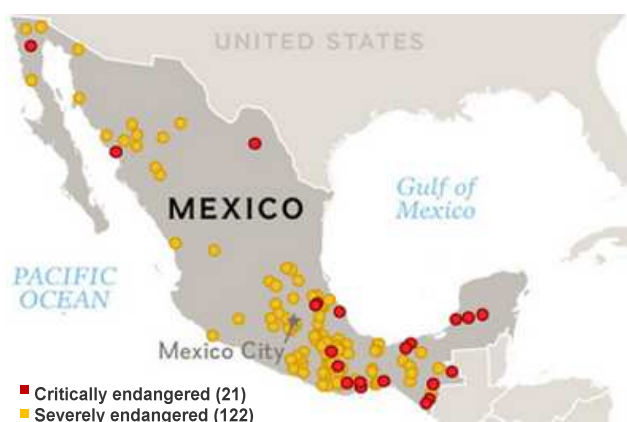 UNITED STATES
Gulf of
Mexico
MEXICO
PACIFIC
OCEAN
Mexico City
Critically endangered (21)
Severely endangered (122)